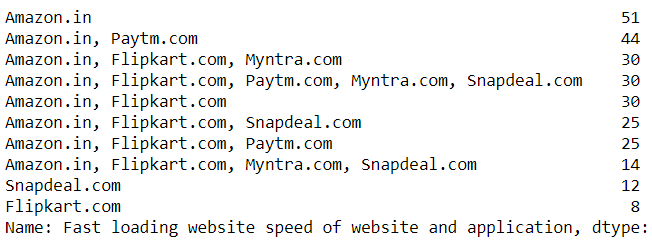 Amazon.in 51
Amazon.in, Paytm.com 44
Amazon.in, Flipkart.com, Myntra.com 30
Amazon.in, Flipkart.com, Paytm.com, Myntra.com, Snapdeal.com 30
Amazon.in, Flipkart.com 30
Amazon.in, Flipkart.com, Snapdeal.com 25
Amazon.in, Flipkart.com, Paytm.com 25
Amazon.in, Flipkart.com, Myntra.com, Snapdeal.com 14
Snapdeal.com 12
Flipkart.com 8
Name: Fast loading website speed of website and application, dtype: